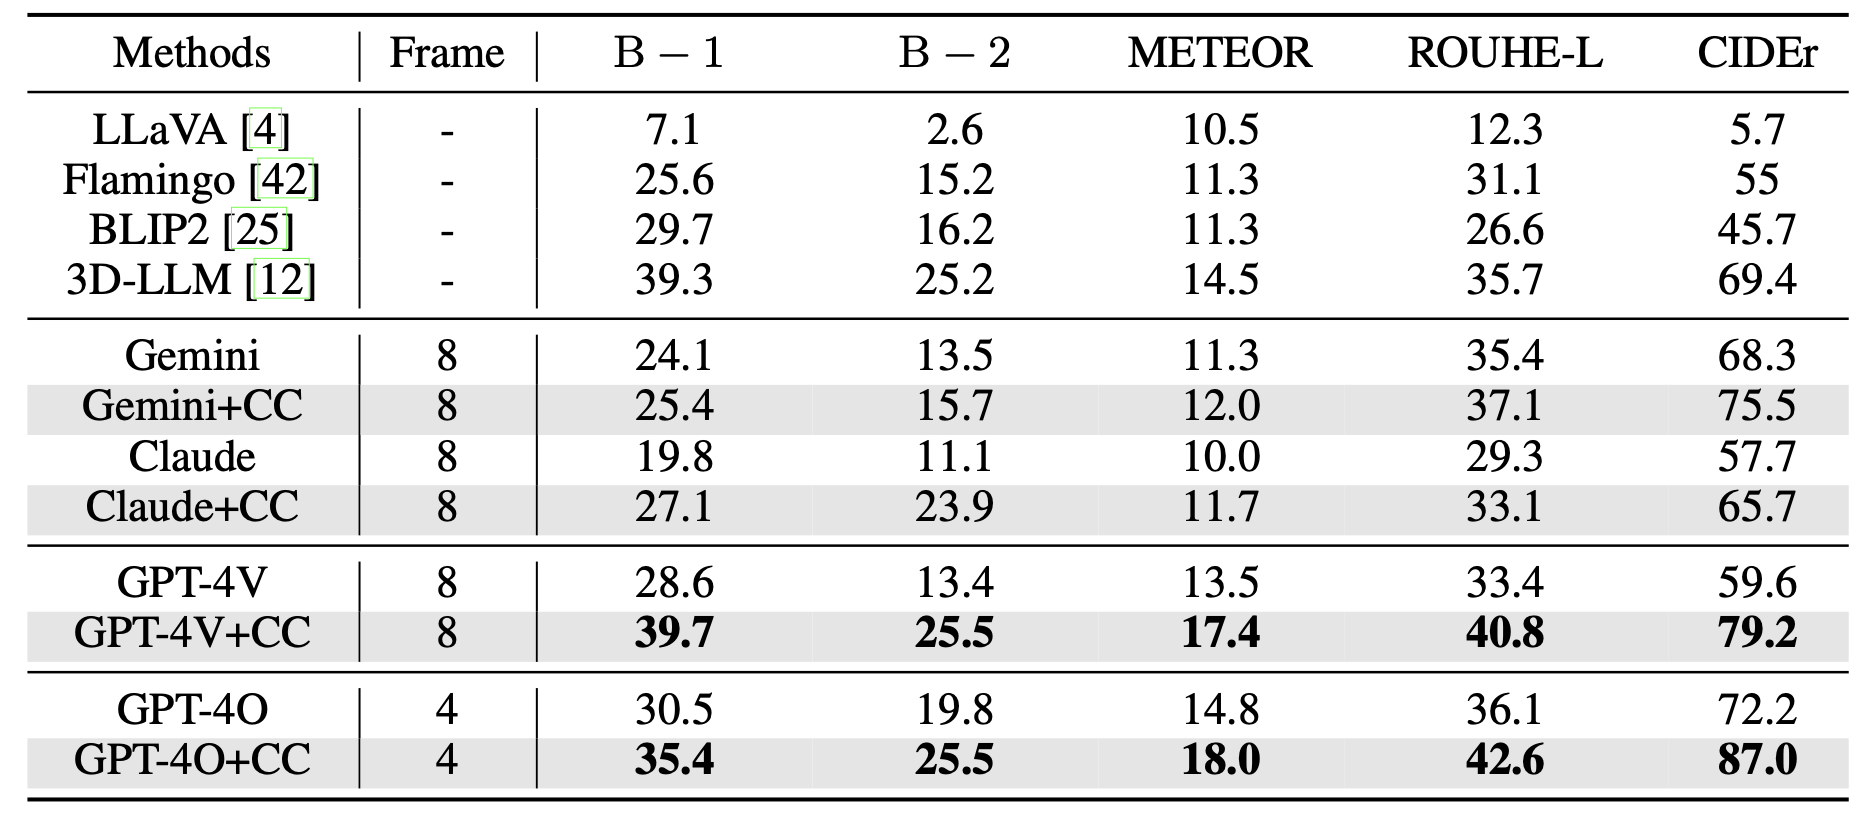 Methods Frame B − 1 B − 2 METEOR ROUHE-L CIDEr
LLaVA [4] - 7.1 2.6 10.5 12.3 5.7
Flamingo [42] - 25.6 15.2 11.3 31.1 55
BLIP2 [25] - 29.7 16.2 11.3 26.6 45.7
3D-LLM [12] - 39.3 25.2 14.5 35.7 69.4
Gemini 8 24.1 13.5 11.3 35.4 68.3
Gemini+CC 8 25.4 15.7 12.0 37.1 75.5
Claude 8 19.8 11.1 10.0 29.3 57.7
Claude+CC 8 27.1 23.9 11.7 33.1 65.7
GPT-4V 8 28.6 13.4 13.5 33.4 59.6
GPT-4V+CC 8 39.7 25.5 17.4 40.8 79.2
GPT-4O 4 30.5 19.8 14.8 36.1 72.2
GPT-4O+CC 4 35.4 25.5 18.0 42.6 87.0